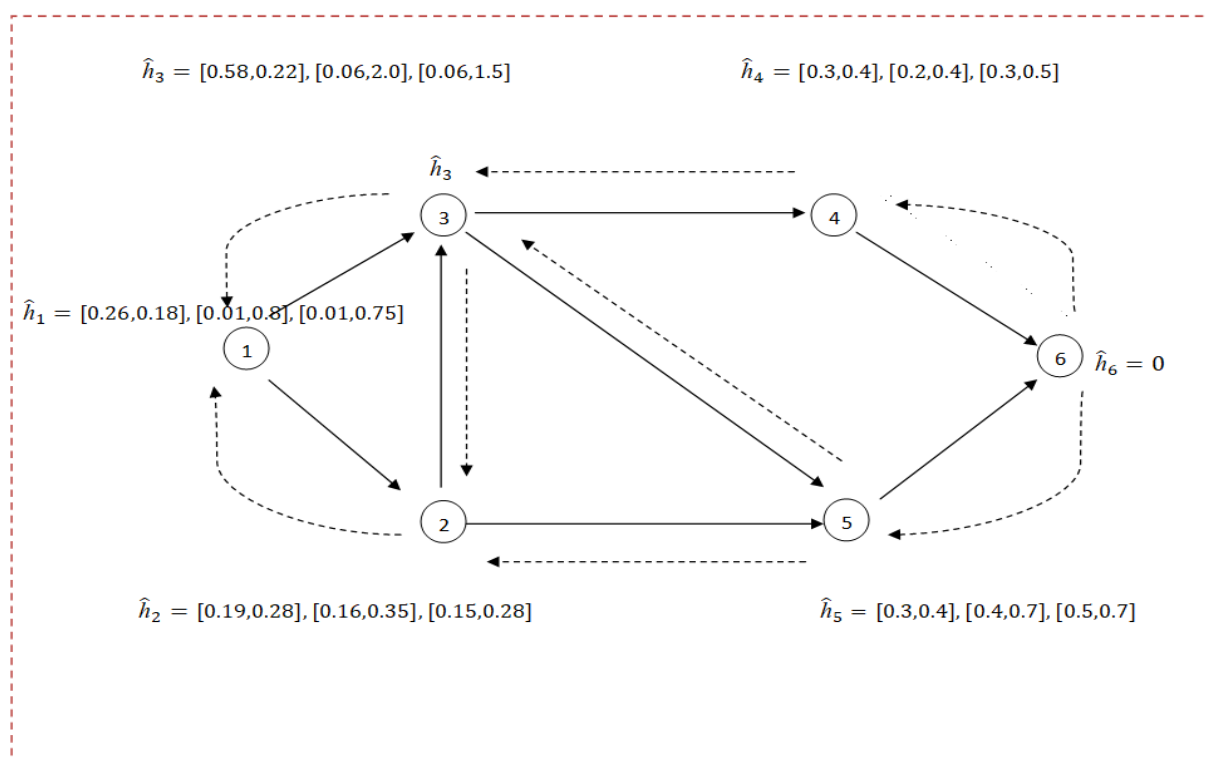 ĥ₃ = [0.58,0.22], [0.06,2.0], [0.06,1.5]
ĥ₄ = [0.3,0.4], [0.2,0.4], [0.3,0.5]
ĥ₃
3
4
ĥ₁ = [0.26,0.18], [0.01,0.8], [0.01,0.75]
1
6
ĥ₆ = 0
2
5
ĥ₂ = [0.19,0.28], [0.16,0.35], [0.15,0.28]
ĥ₅ = [0.3,0.4], [0.4,0.7], [0.5,0.7]